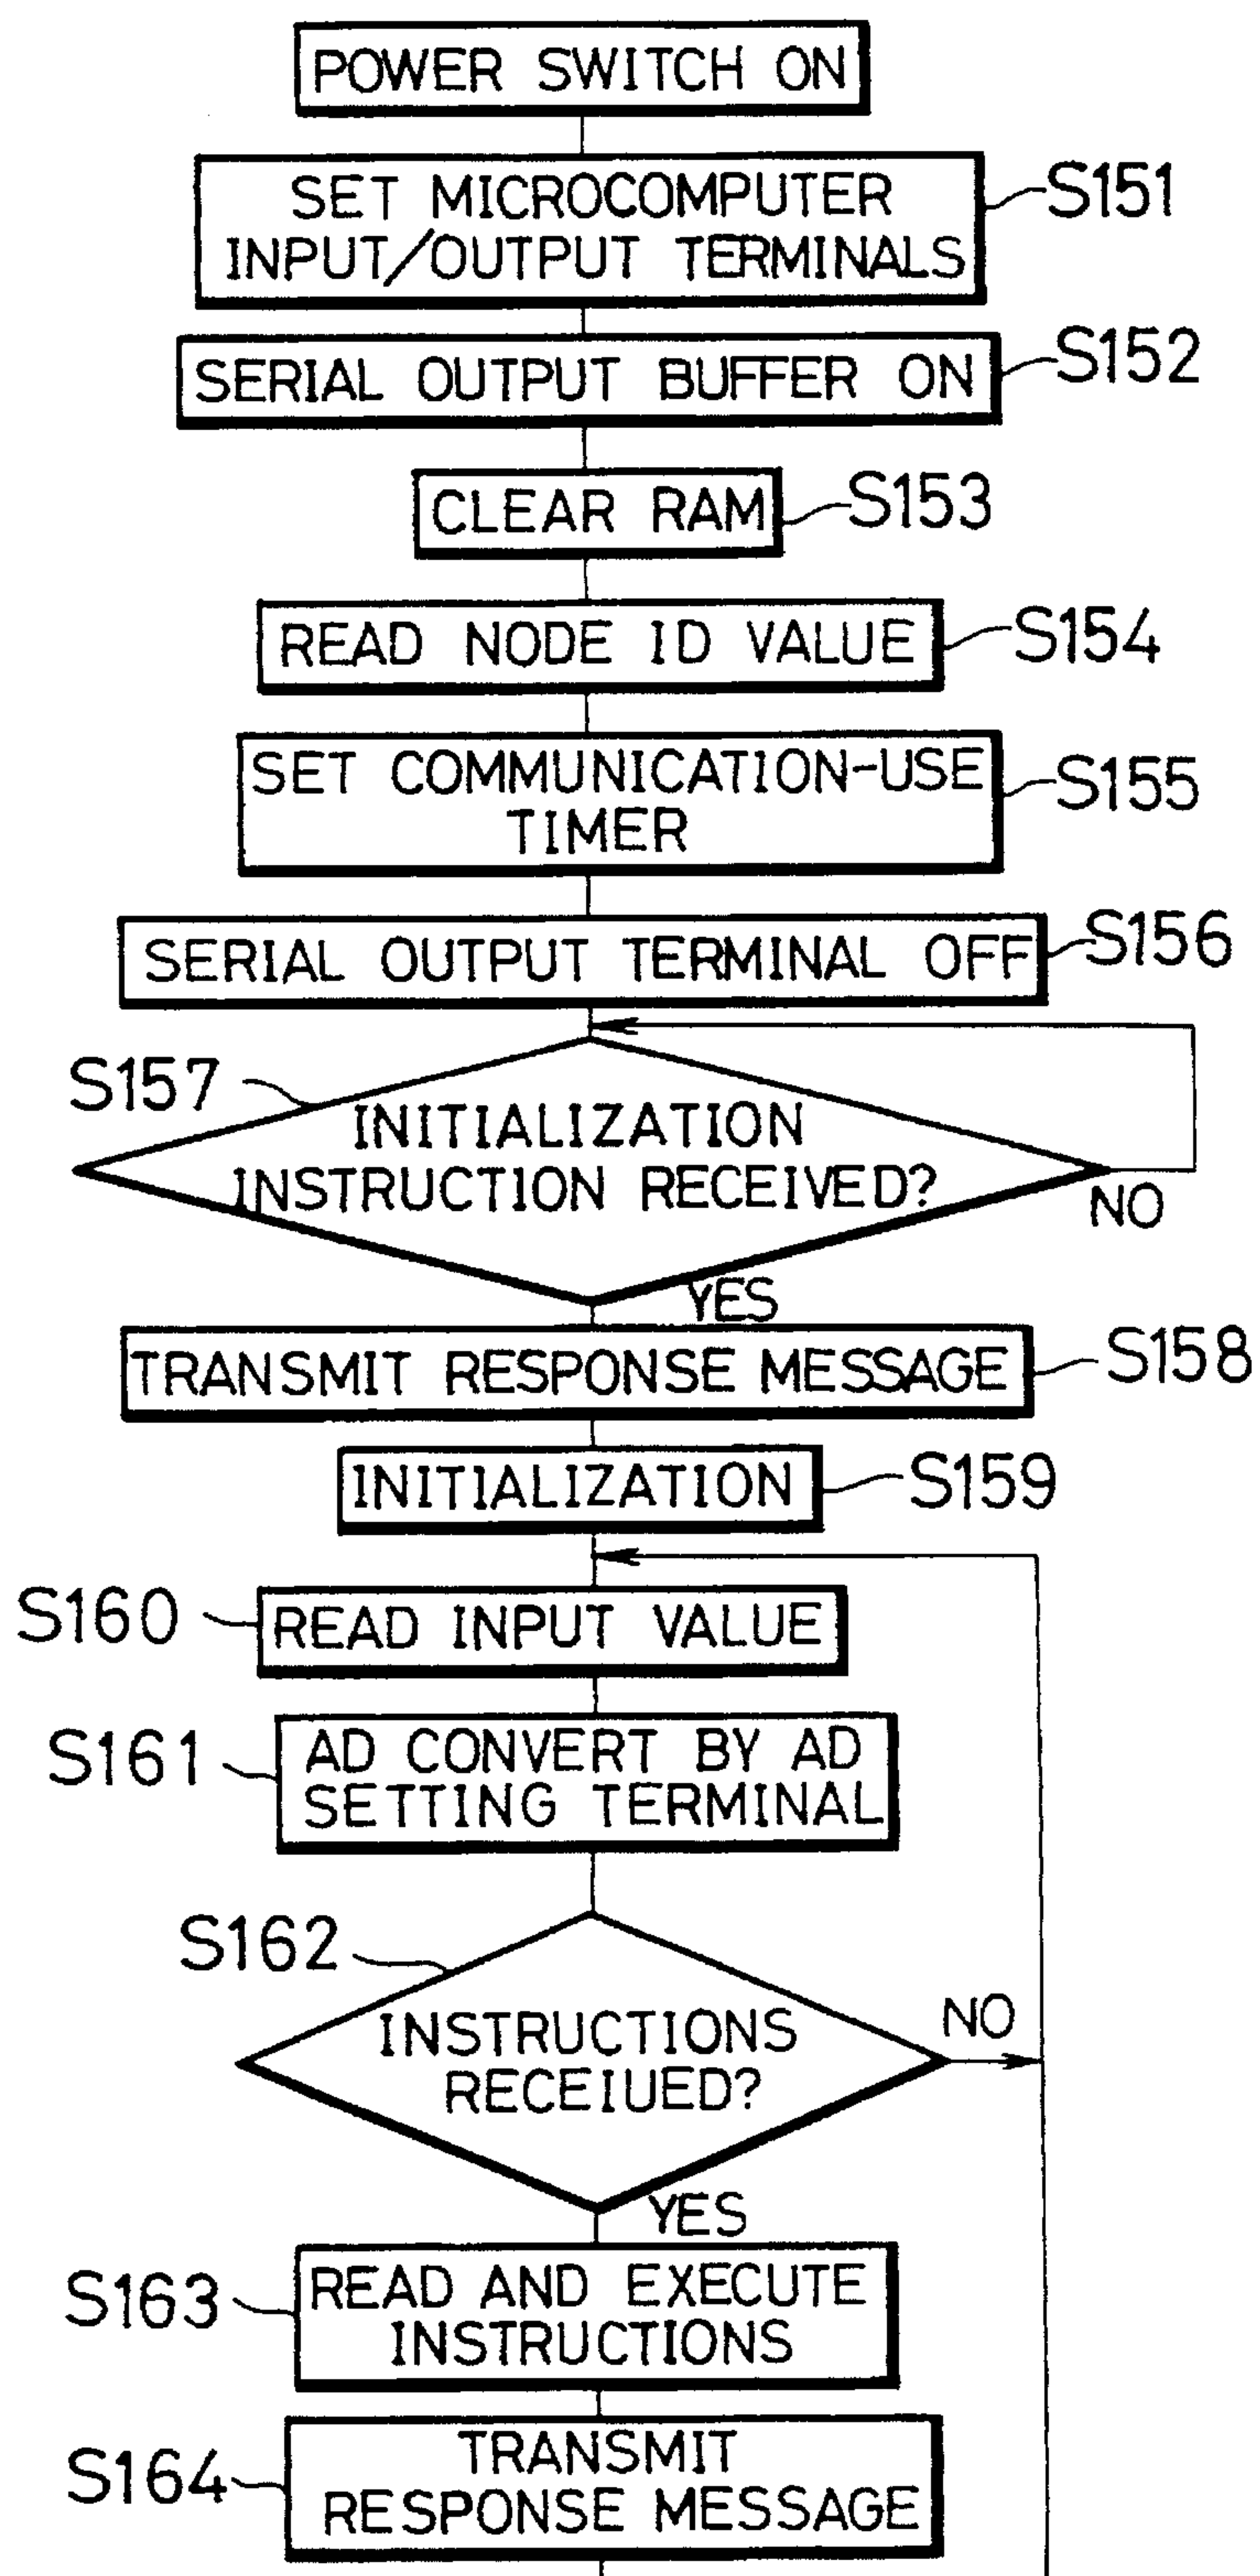 POWER SWITCH ON
SET MICROCOMPUTER
INPUT/OUTPUT TERMINALS
S151
SERIAL OUTPUT BUFFER ON
S152
CLEAR RAM
S153
READ NODE ID VALUE
S154
SET COMMUNICATION-USE
TIMER
S155
SERIAL OUTPUT TERMINAL OFF
S156
S157
INITIALIZATION
INSTRUCTION RECEIVED?
NO
YES
TRANSMIT RESPONSE MESSAGE
S158
INITIALIZATION
S159
S160
READ INPUT VALUE
S161
AD CONVERT BY AD
SETTING TERMINAL
S162
INSTRUCTIONS
RECEIUED?
NO
YES
S163
READ AND EXECUTE
INSTRUCTIONS
S164
TRANSMIT
RESPONSE MESSAGE